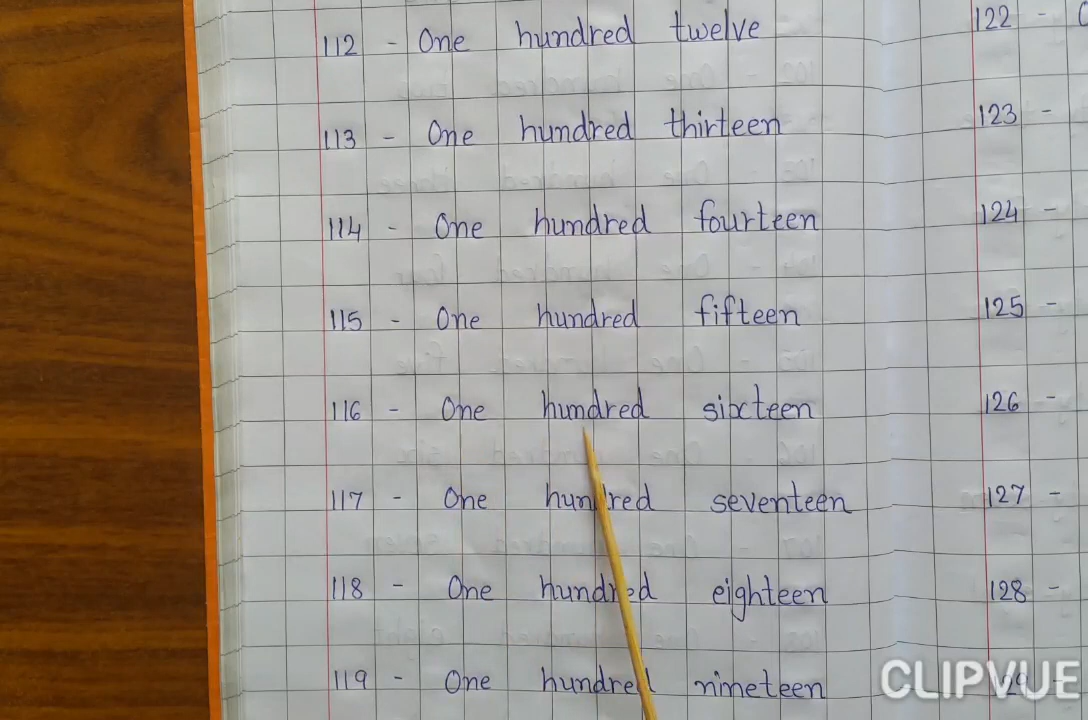 112 - One hundred twelve
113 - One hundred thirteen
114 - One hundred fourteen
115 - One hundred fifteen
116 - One hundred sixteen
117 - One hundred seventeen
118 - One hundred eighteen
119 - One hundred nineteen
122 -
123 -
124 -
125 -
126 -
127 -
128 -
129 -
CLIPVUE